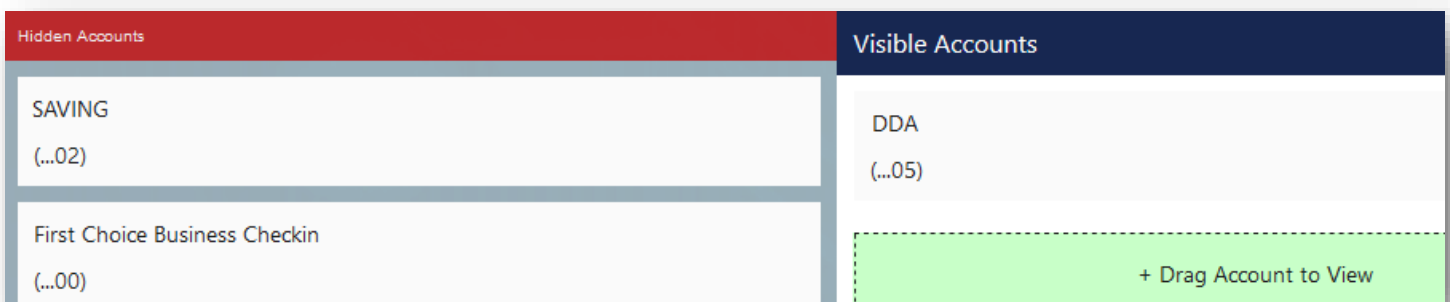 Hidden Accounts
SAVING
(...02)
First Choice Business Checkin
(...00)
Visible Accounts
DDA
(...05)
+ Drag Account to View